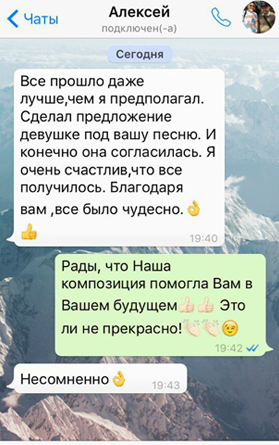 Чаты
Алексей
подключен(-а)
Сегодня
Все прошло даже
лучше,чем я предполагал.
Сделал предложение
девушке под вашу песню. И
конечно она согласилась. Я
очень счастлив,что все
получилось. Благодаря
вам ,все было чудесно.👌
👍
19:40
Рады, что Наша
композиция помогла Вам в
Вашем будущем👍🏻👍🏻 Это
ли не прекрасно!👏🏻👏🏻😉
19:42
Несомненно👌
19:43